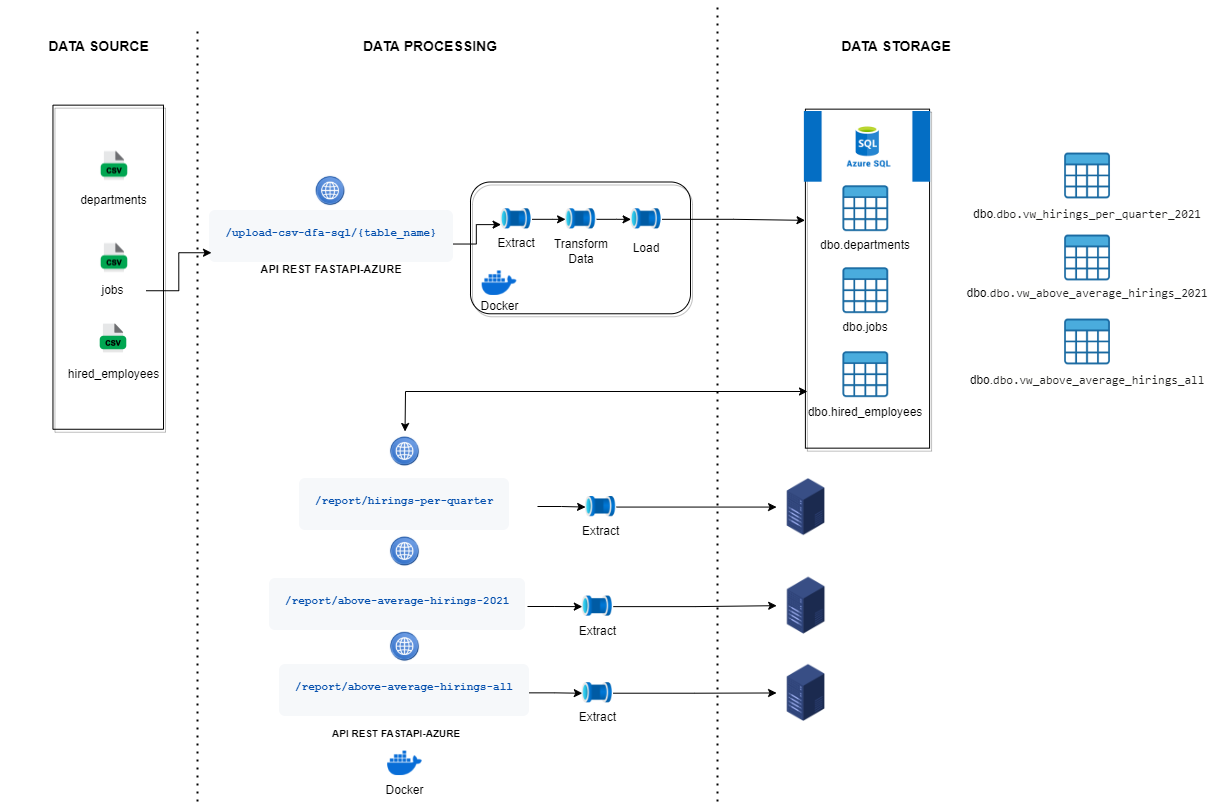 DATA SOURCE
DATA PROCESSING
DATA STORAGE
CSV
departments
CSV
jobs
CSV
hired_employees
/upload-csv-dfa-sql/{table_name}
API REST FASTAPI-AZURE
Extract
Transform
Data
Load
Docker
SQL
Azure SQL
dbo.departments
dbo.jobs
dbo.hired_employees
dbo.dbo.vw_hirings_per_quarter_2021
dbo.dbo.vw_above_average_hirings_2021
dbo.dbo.vw_above_average_hirings_all
/report/hirings-per-quarter
Extract
/report/above-average-hirings-2021
Extract
/report/above-average-hirings-all
Extract
API REST FASTAPI-AZURE
Docker